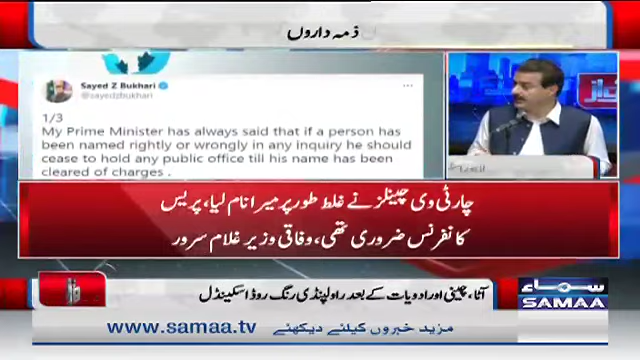 ذمہ داروں
Sayed Z Bukhari
@sayedzbukhari
1/3
My Prime Minister has always said that if a person has
been named rightly or wrongly in any inquiry he should
cease to hold any public office till his name has been
cleared of charges .
چار ٹی وی چینلز نے غلط طور پر میرا نام لیا، پریس
کانفرنس ضروری تھی، وفاقی وزیر غلام سرور
آٹا، چینی اور ادویات کے بعد راولپنڈی رنگ روڈ اسکینڈل
سماء
SAMAA
www.samaa.tv مزید خبروں کیلئے دیکھئے